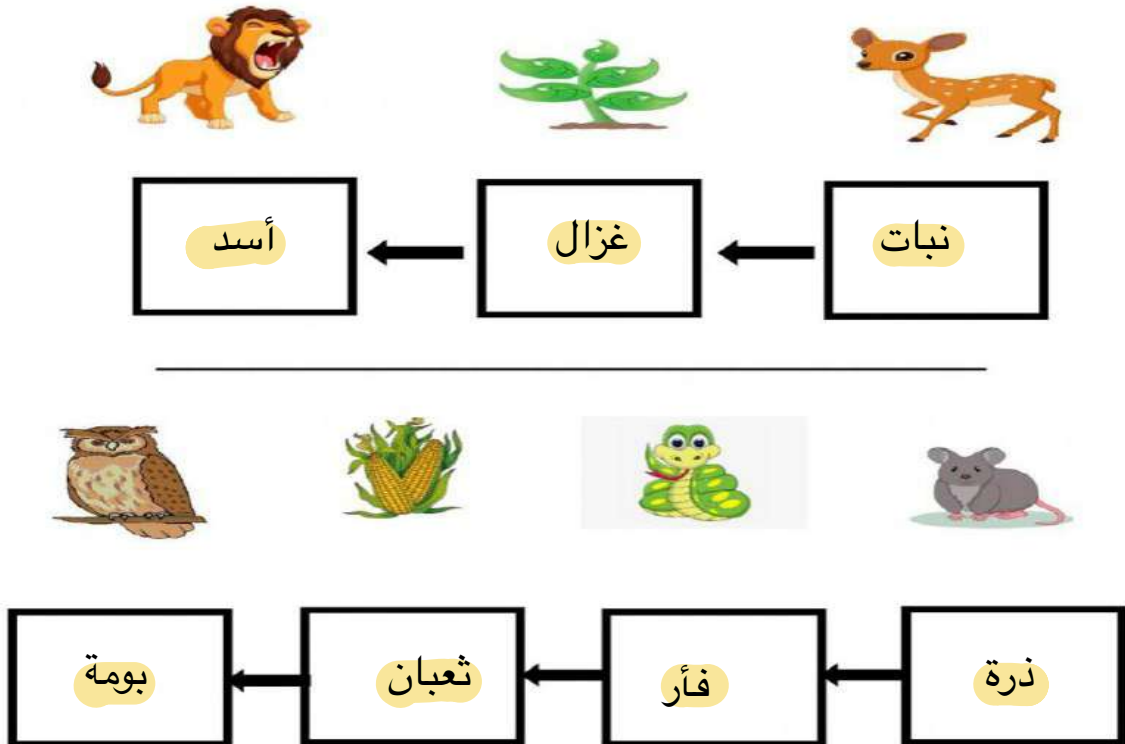 نبات
غزال
أسد
ذرة
فأر
ثعبان
بومة